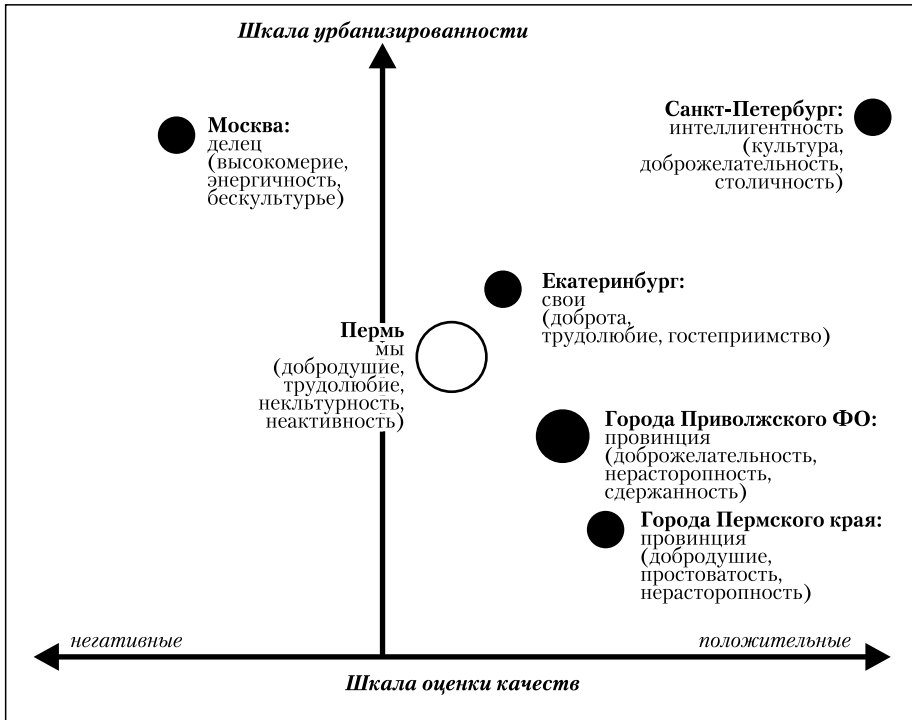 Шкала урбанизированности
Москва:
делец
(высокомерие,
энергичность,
бескультурье)
Санкт-Петербург:
интеллигентность
(культура,
доброжелательность,
столичность)
Екатеринбург:
свои
(доброта,
трудолюбие, гостеприимство)
Пермь
мы
(добродушие,
трудолюбие,
некльтурность,
неактивность)
Города Приволжского ФО:
провинция
(доброжелательность,
нерасторопность,
сдержанность)
Города Пермского края:
провинция
(добродушие,
простоватость,
нерасторопность)
негативные
положительные
Шкала оценки качеств